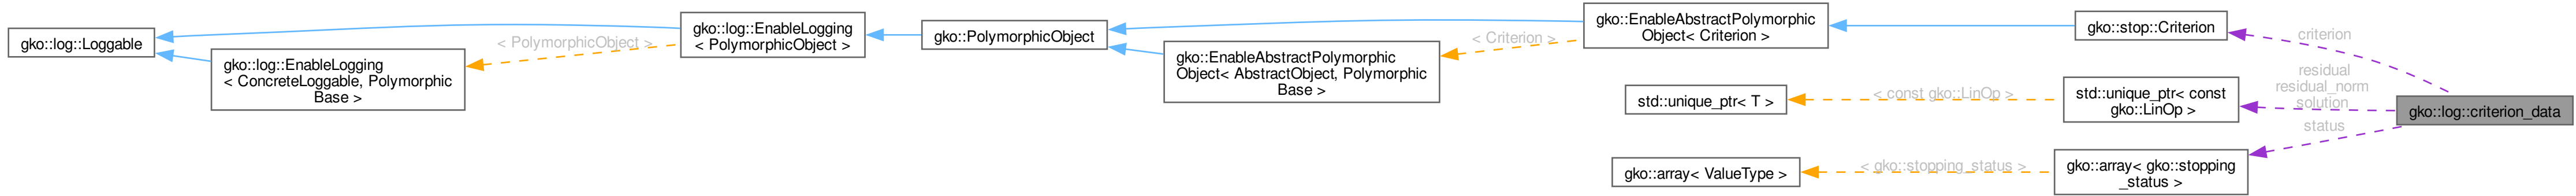 gko::log::Loggable
gko::log::EnableLogging
< ConcreteLoggable, Polymorphic
Base >
< PolymorphicObject >
gko::log::EnableLogging
< PolymorphicObject >
gko::PolymorphicObject
gko::EnableAbstractPolymorphic
Object< AbstractObject, Polymorphic
Base >
< Criterion >
gko::EnableAbstractPolymorphic
Object< Criterion >
gko::stop::Criterion
criterion
std::unique_ptr< T >
< const gko::LinOp >
std::unique_ptr< const
gko::LinOp >
residual
residual_norm
solution
gko::log::criterion_data
gko::array< ValueType >
< gko::stopping_status >
gko::array< gko::stopping
_status >
status